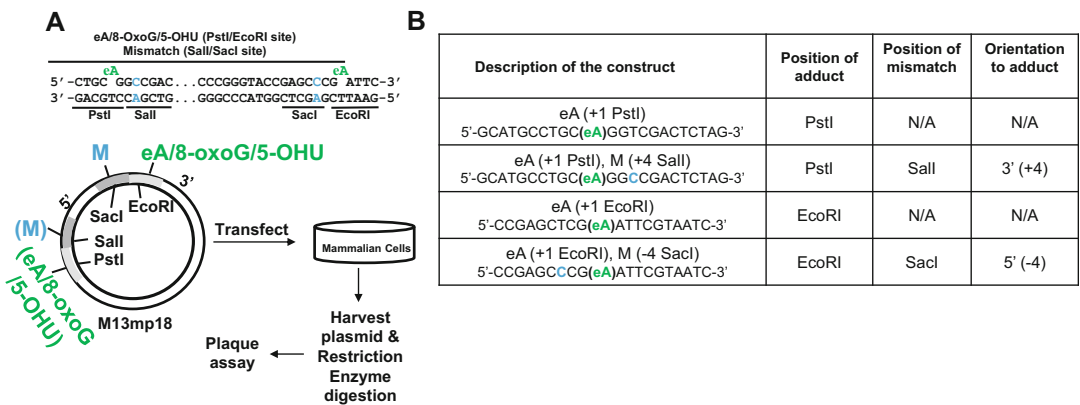 A
eA/8-OxoG/5-OHU (PstI/EcoRI site)
Mismatch (SalI/SacI site)
eA eA
5'-CTGC GGCCGAC...CCCGGGTACCGAGCCCG ATTC-3'
3'-GACGTCCAGCTG...GGGCCCATGGCTCGAGCTTAAG-5'
PstI SalI SacI EcoRI
M eA/8-oxoG/5-OHU
5' 3'
SacI EcoRI
(M)
SalI
PstI
(eA/8-oxoG
/5-OHU)
M13mp18
Transfect
Mammalian Cells
Harvest
plasmid &
Restriction
Enzyme
digestion
Plaque
assay
B
Description of the construct
Position of
adduct
Position of
mismatch
Orientation
to adduct
eA (+1 PstI)
5'-GCATGCCTGC(eA)GGTCGACTCTAG-3'
PstI
N/A
N/A
eA (+1 PstI), M (+4 SalI)
5'-GCATGCCTGC(eA)GGCCGACTCTAG-3'
PstI
SalI
3' (+4)
eA (+1 EcoRI)
5'-CCGAGCTCG(eA)ATTCGTAATC-3'
EcoRI
N/A
N/A
eA (+1 EcoRI), M (-4 SacI)
5'-CCGAGCCCG(eA)ATTCGTAATC-3'
EcoRI
SacI
5' (-4)